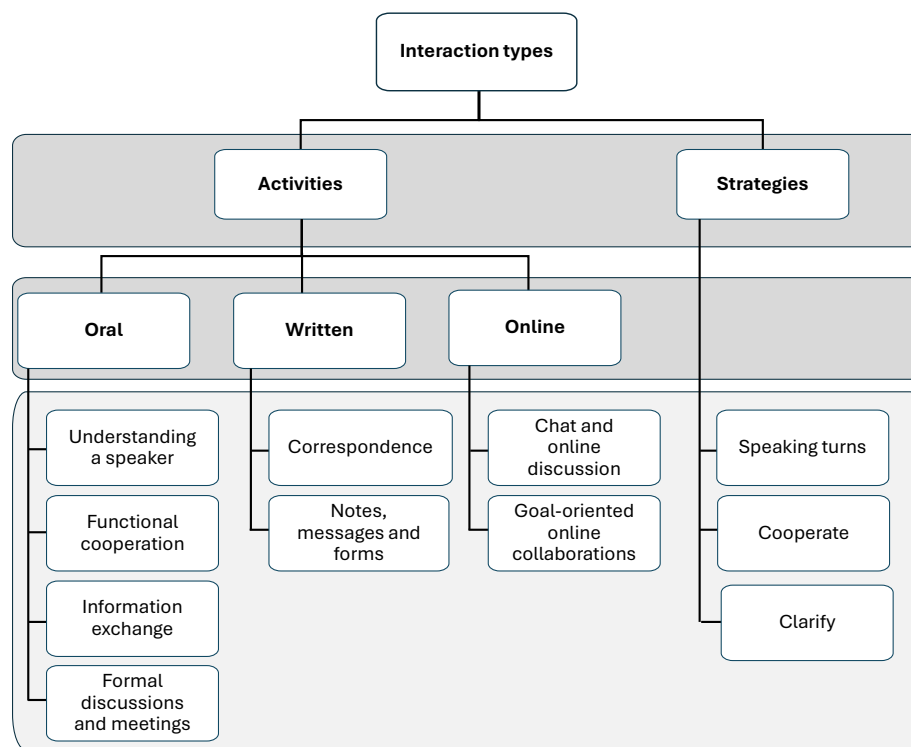 Interaction types
Activities
Strategies
Oral
Written
Online
Understanding
a speaker
Functional
cooperation
Information
exchange
Formal
discussions
and meetings
Correspondence
Notes,
messages and
forms
Chat and
online
discussion
Goal-oriented
online
collaborations
Speaking turns
Cooperate
Clarify